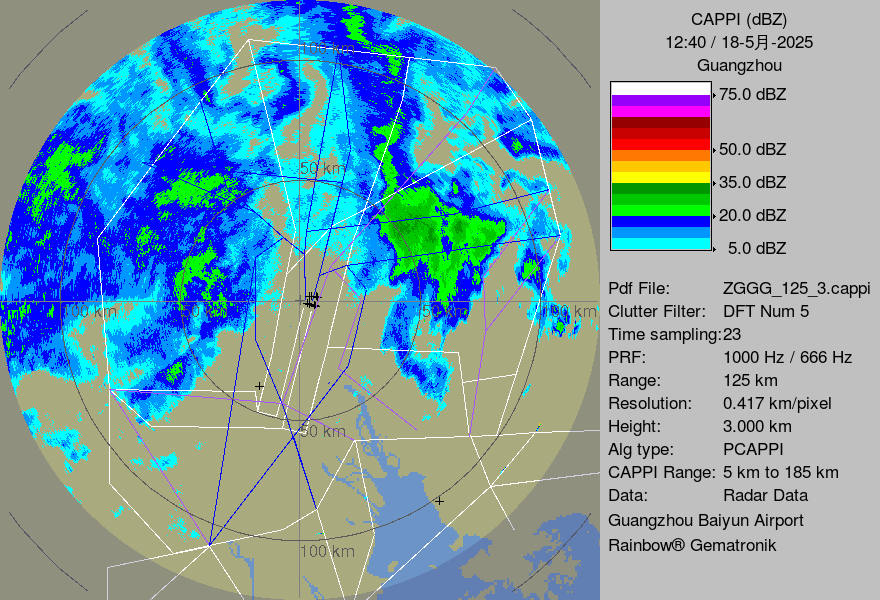 CAPPI (dBZ)
12:40 / 18-5月-2025
Guangzhou
75.0 dBZ
50.0 dBZ
35.0 dBZ
20.0 dBZ
5.0 dBZ
Pdf File: ZGGG_125_3.cappi
Clutter Filter: DFT Num 5
Time sampling:23
PRF: 1000 Hz / 666 Hz
Range: 125 km
Resolution: 0.417 km/pixel
Height: 3.000 km
Alg type: PCAPPI
CAPPI Range: 5 km to 185 km
Data: Radar Data
Guangzhou Baiyun Airport
Rainbow® Gematronik
100 km
50 km
100 km
50 km
50 km
100 km
50 km
100 km